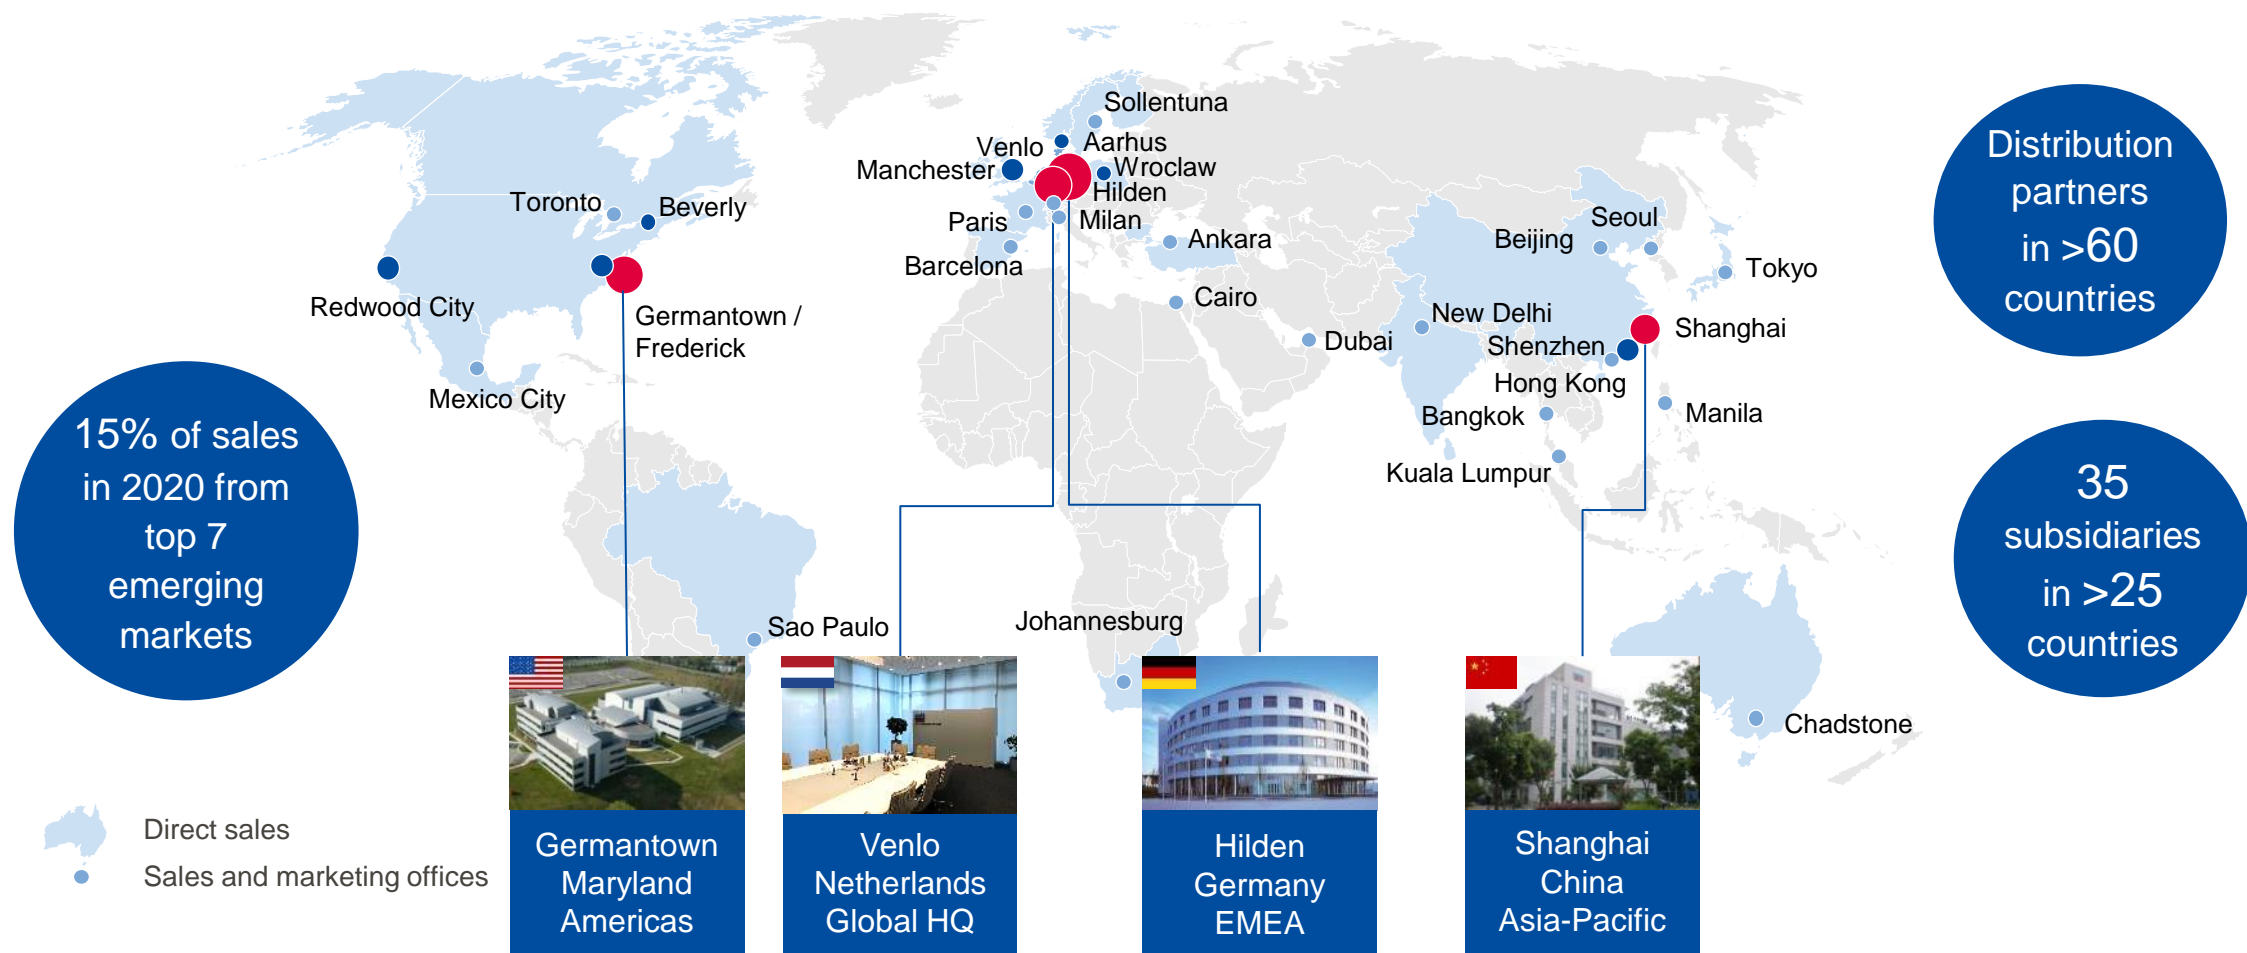 Sollentuna
Venlo
Aarhus
Manchester
Wroclaw
Hilden
Toronto
Beverly
Paris
Milan
Ankara
Barcelona
Redwood City
Germantown /
Frederick
Cairo
Mexico City
Dubai
Seoul
Beijing
Tokyo
New Delhi
Shanghai
Shenzhen
Hong Kong
Bangkok
Manila
Kuala Lumpur
Sao Paulo
Johannesburg
Chadstone
Distribution
partners
in >60
countries
15% of sales
in 2020 from
top 7
emerging
markets
35
subsidiaries
in >25
countries
Direct sales
Sales and marketing offices
Germantown
Maryland
Americas
Venlo
Netherlands
Global HQ
Hilden
Germany
EMEA
Shanghai
China
Asia-Pacific